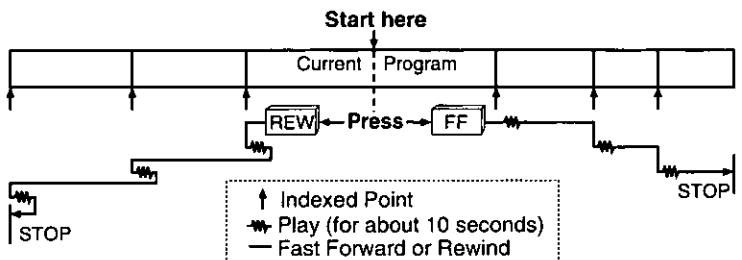 Start here
Current Program
REW Press FF
STOP
STOP
Indexed Point
Play (for about 10 seconds)
Fast Forward or Rewind